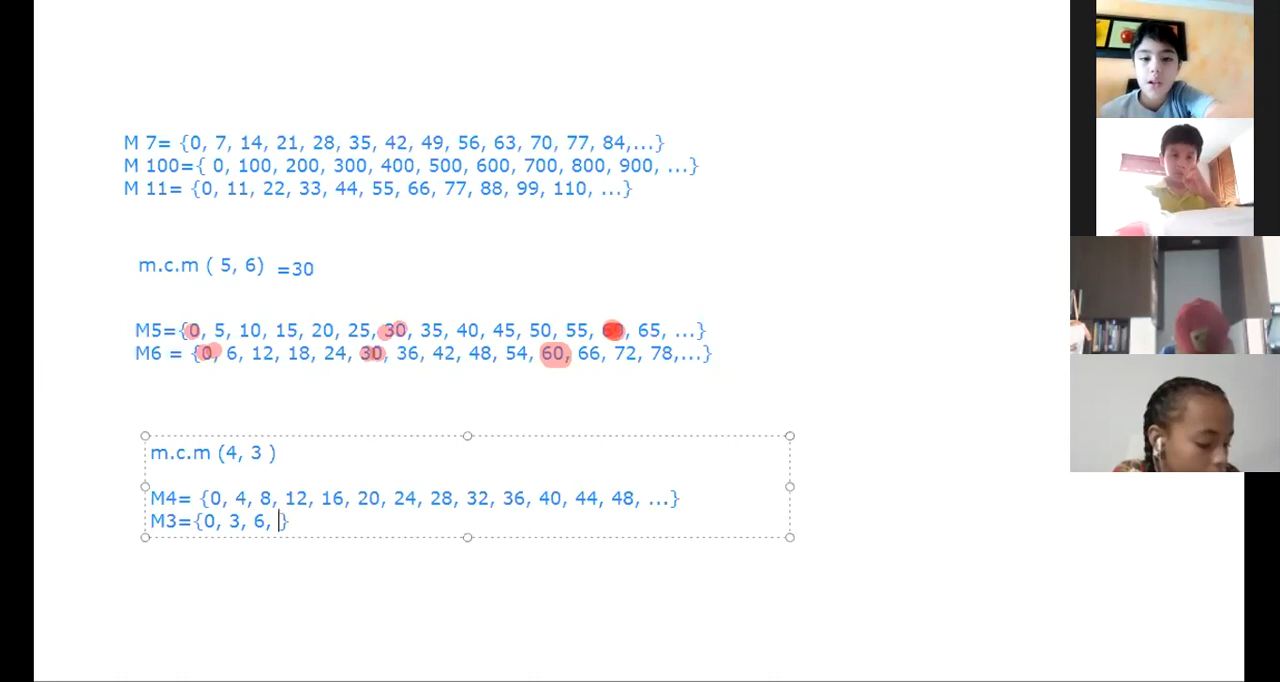 M 7= {0, 7, 14, 21, 28, 35, 42, 49, 56, 63, 70, 77, 84,...}
M 100={ 0, 100, 200, 300, 400, 500, 600, 700, 800, 900, ...}
M 11= {0, 11, 22, 33, 44, 55, 66, 77, 88, 99, 110, ...}
m.c.m ( 5, 6) =30
M5={0, 5, 10, 15, 20, 25, 30, 35, 40, 45, 50, 55, 60, 65, ...}
M6 = {0, 6, 12, 18, 24, 30, 36, 42, 48, 54, 60, 66, 72, 78,...}
m.c.m (4, 3 )
M4= {0, 4, 8, 12, 16, 20, 24, 28, 32, 36, 40, 44, 48, ...}
M3={0, 3, 6, }